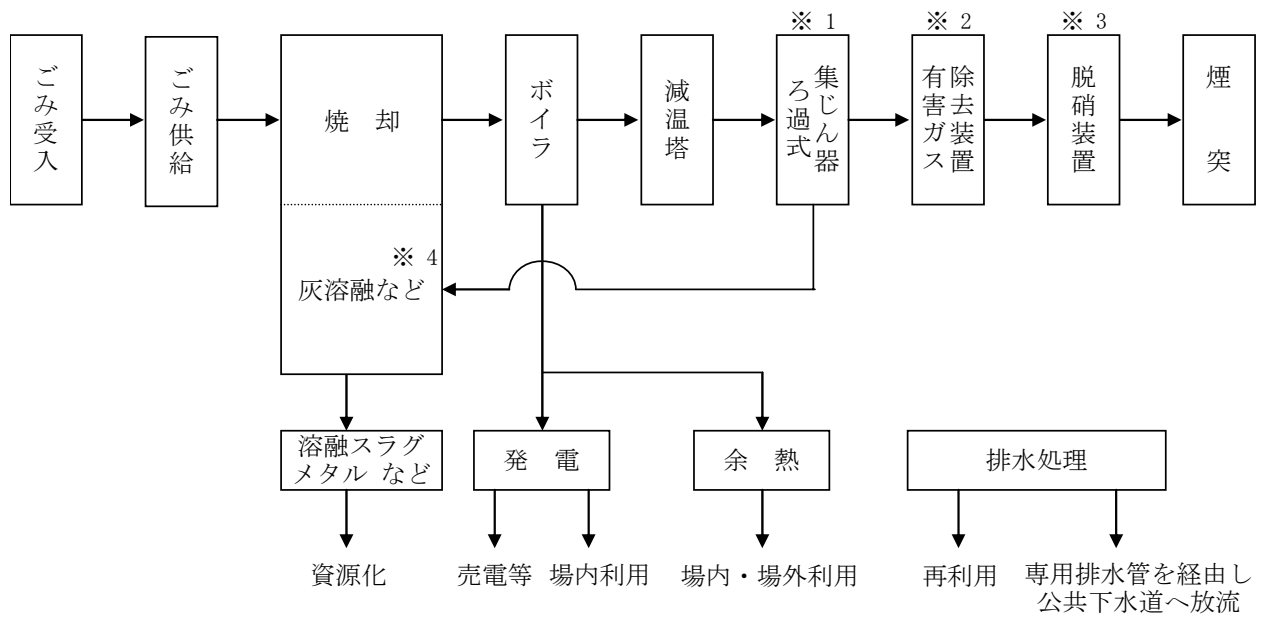 ※ 1
※ 2
※ 3
ごみ受入
ごみ供給
焼 却
ボイラ
減温塔
ろ過式
集じん器
有害ガス
除去装置
脱硝装置
煙 突
※ 4
灰溶融など
溶融スラグ
メタル など
発 電
余 熱
排水処理
資源化
売電等
場内利用
場内・場外利用
再利用
専用排水管を経由し
公共下水道へ放流